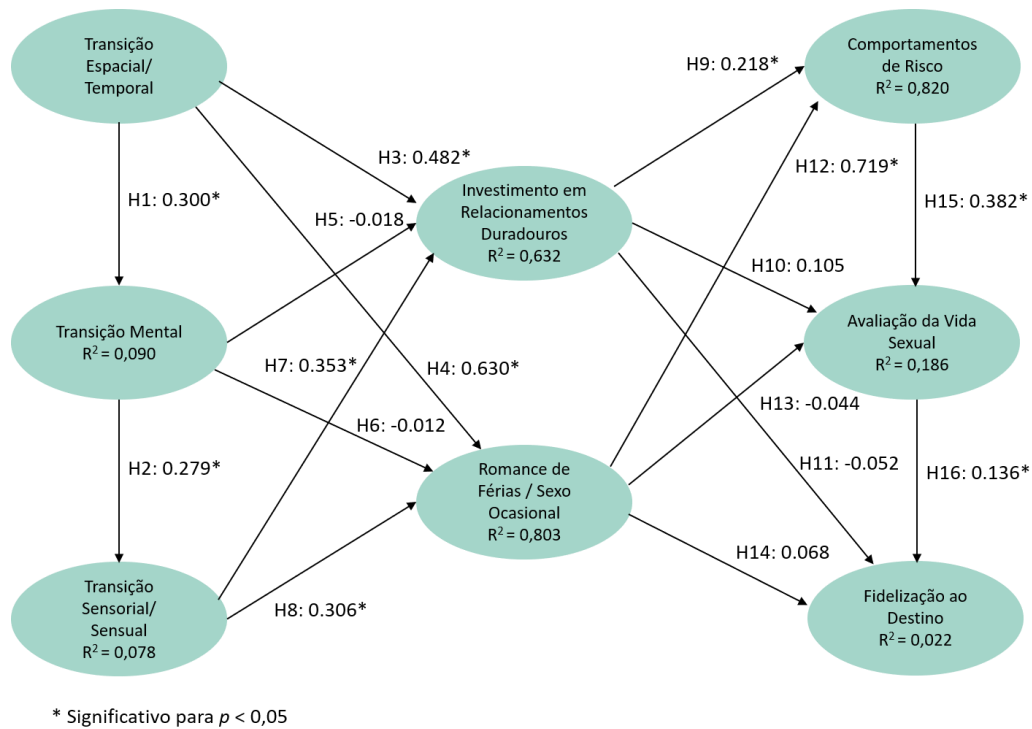 Transição
Espacial/
Temporal
Comportamentos
de Risco
R² = 0,820
H9: 0.218*
H3: 0.482*
H12: 0.719*
H1: 0.300*
H5: -0.018
Investimento em
Relacionamentos
Duradouros
R² = 0,632
H15: 0.382*
H10: 0.105
Transição Mental
R² = 0,090
Avaliação da Vida
Sexual
R² = 0,186
H7: 0.353*
H4: 0.630*
H13: -0.044
H6: -0.012
H2: 0.279*
H11: -0.052
H16: 0.136*
Romance de
Férias / Sexo
Ocasional
R² = 0,803
H14: 0.068
Transição
Sensorial/
Sensual
R² = 0,078
H8: 0.306*
Fidelização ao
Destino
R² = 0,022
* Significativo para p < 0,05